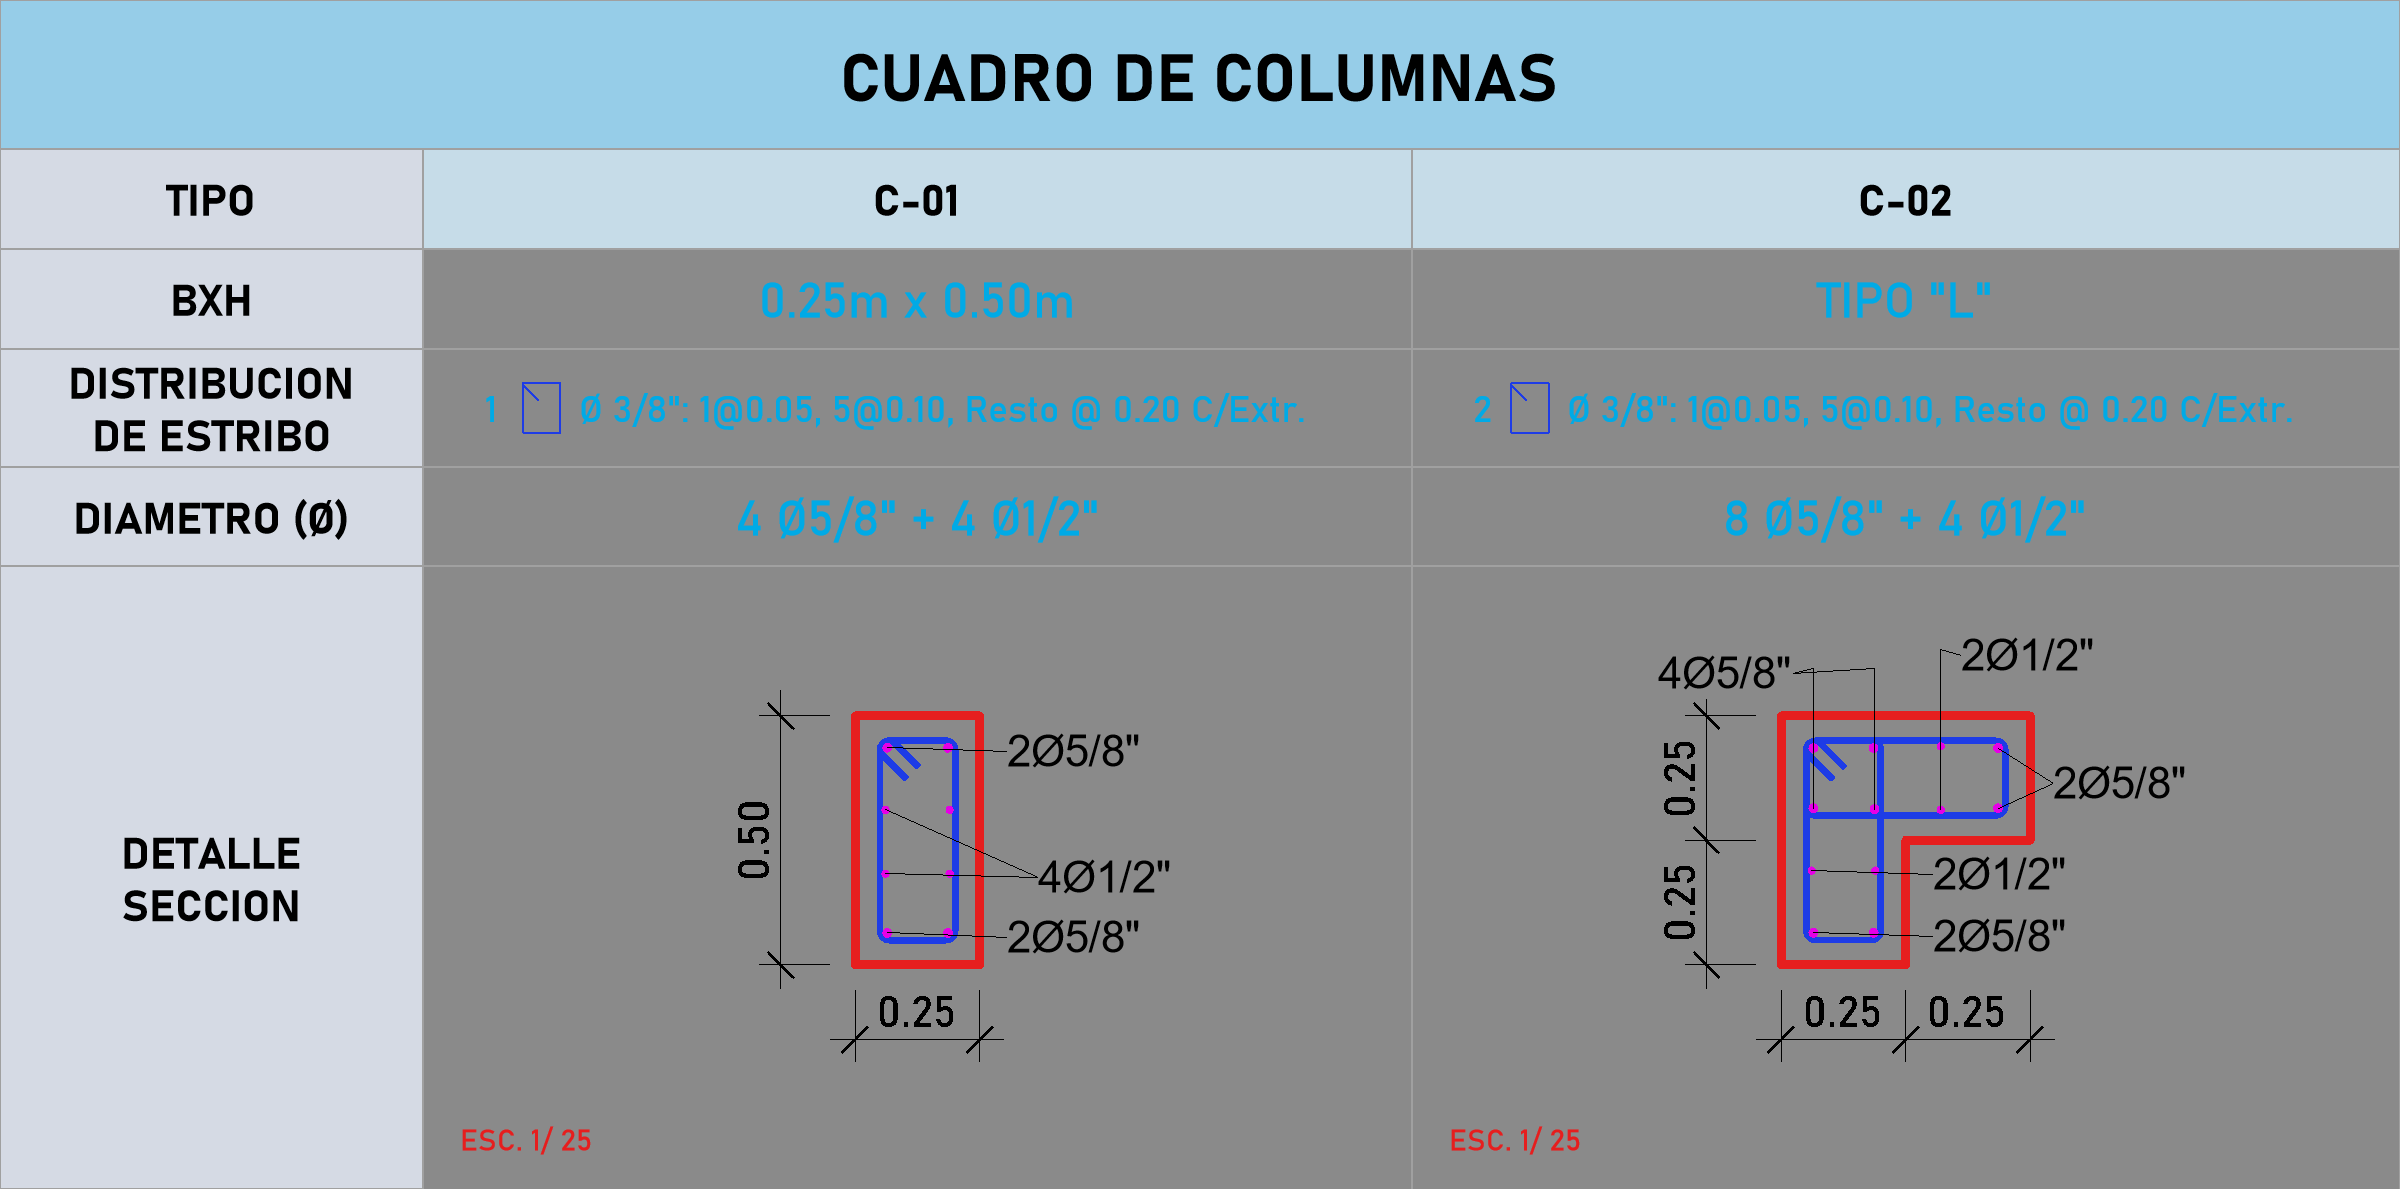 CUADRO DE COLUMNAS
TIPO
C-01
C-02
BXH
0.25m x 0.50m
TIPO "L"
DISTRIBUCION
DE ESTRIBO
1 Ø 3/8": 1@0.05, 5@0.10, Resto @ 0.20 C/Extr.
2 Ø 3/8": 1@0.05, 5@0.10, Resto @ 0.20 C/Extr.
DIAMETRO (Ø)
4 Ø5/8" + 4 Ø1/2"
8 Ø5/8" + 4 Ø1/2"
DETALLE
SECCION
2Ø5/8"
0.50
4Ø1/2"
2Ø5/8"
0.25
ESC. 1/ 25
4Ø5/8"
2Ø1/2"
0.25
2Ø5/8"
0.25
2Ø1/2"
2Ø5/8"
0.25
0.25
ESC. 1/ 25